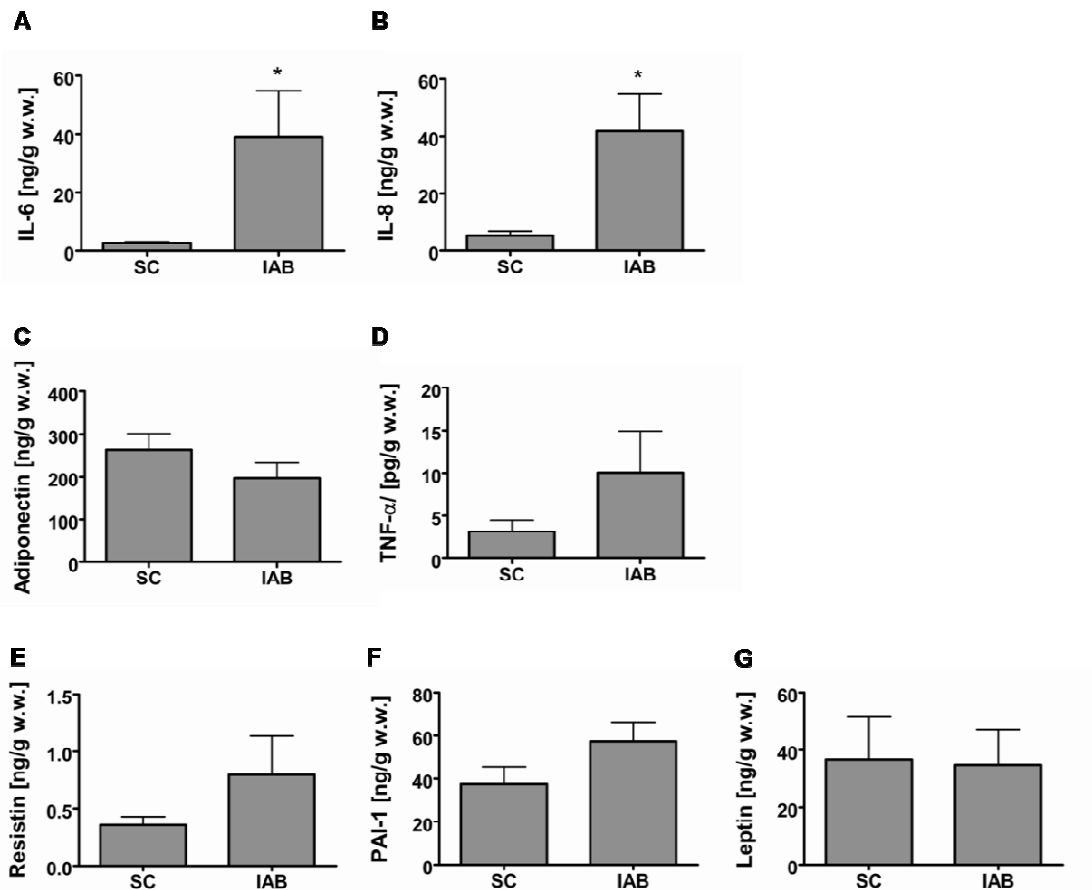 A
IL-6 [ng/g w.w.]
60
40
20
0
*
SC
IAB
B
IL-8 [ng/g w.w.]
60
40
20
0
*
SC
IAB
C
Adiponectin [ng/g w.w.]
400
300
200
100
0
SC
IAB
D
TNF-α/ [pg/g w.w.]
20
15
10
5
0
SC
IAB
E
Resistin [ng/g w.w.]
1.5
1.0
0.5
0.0
SC
IAB
F
PAI-1 [ng/g w.w.]
80
60
40
20
0
SC
IAB
G
Leptin [ng/g w.w.]
60
40
20
0
SC
IAB